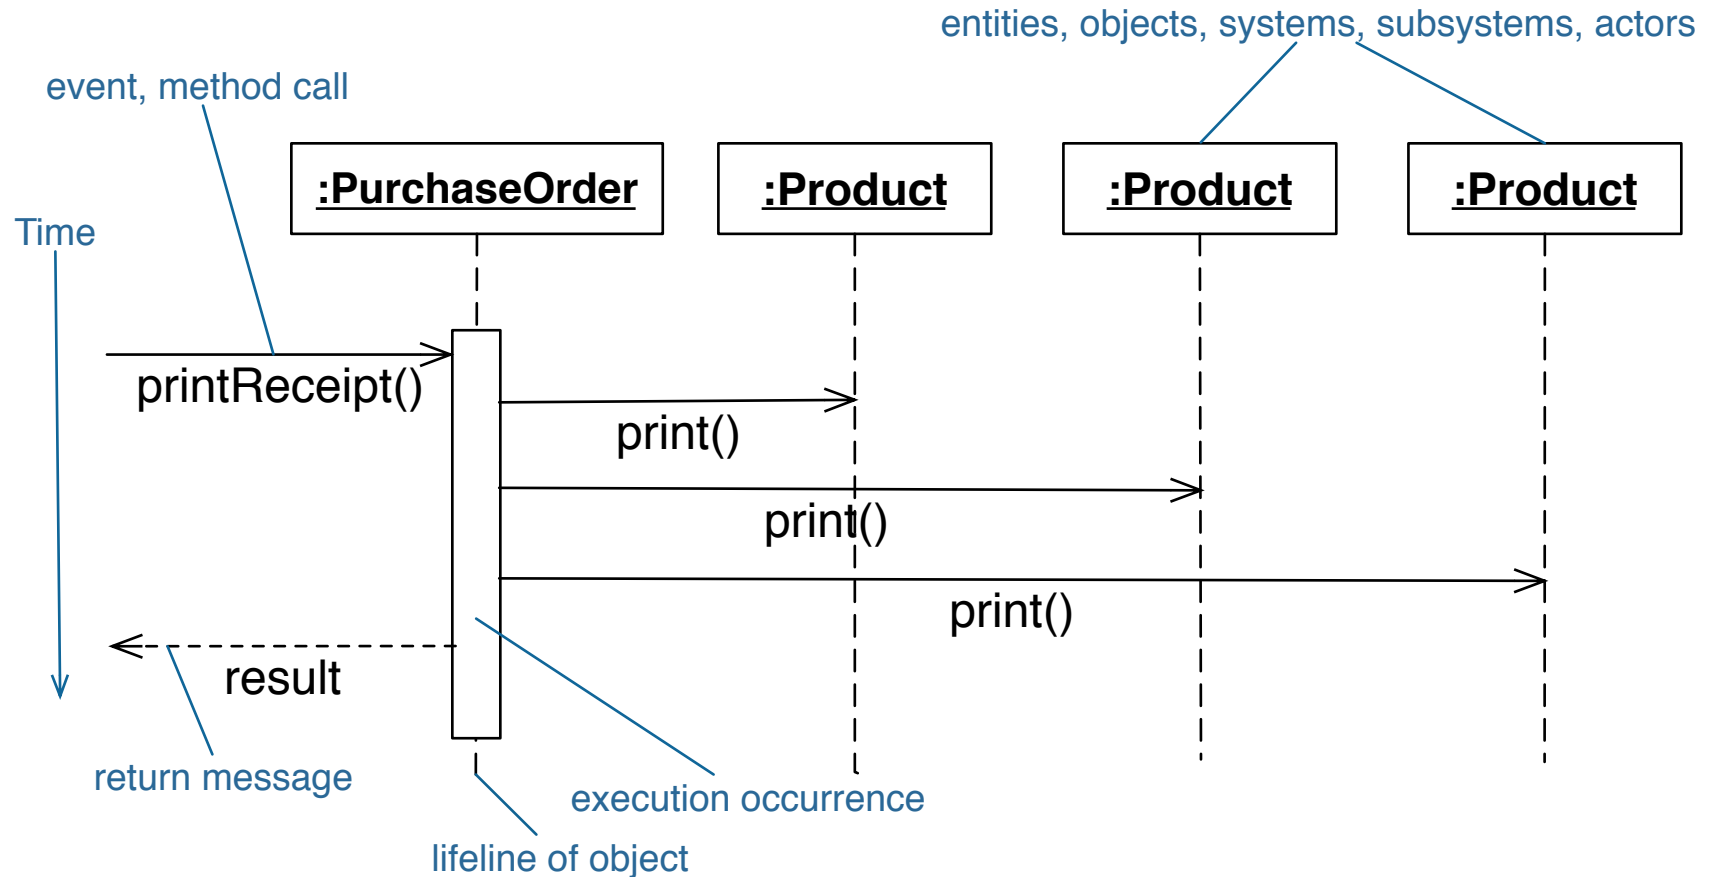 entities, objects, systems, subsystems, actors
event, method call
:PurchaseOrder
:Product
:Product
:Product
Time
printReceipt()
print()
print()
print()
result
return message
execution occurrence
lifeline of object